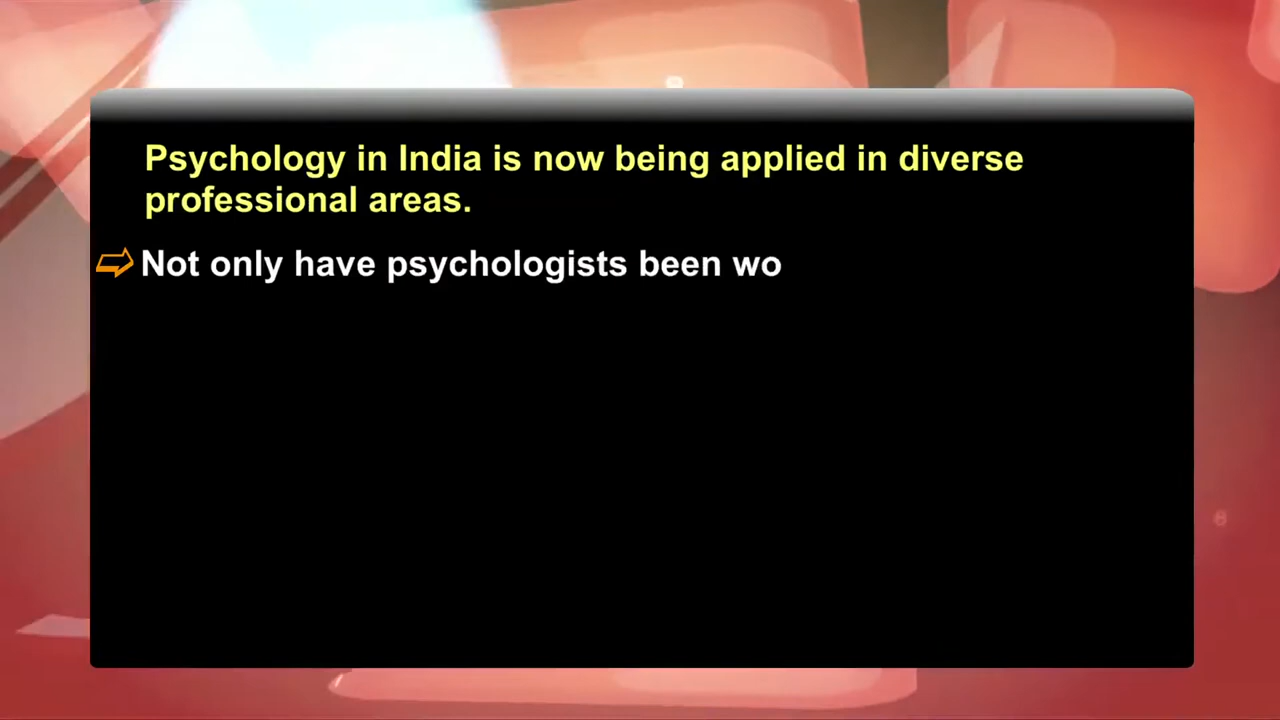 Psychology in India is now being applied in diverse
professional areas.
Not only have psychologists been wo